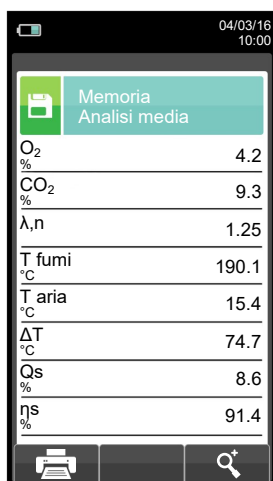 04/03/16
10:00
Memoria
Analisi media
O₂
%
4.2
CO₂
%
9.3
λ,n
1.25
T fumi
°C
190.1
T aria
°C
15.4
ΔT
°C
74.7
Qs
%
8.6
ηs
%
91.4